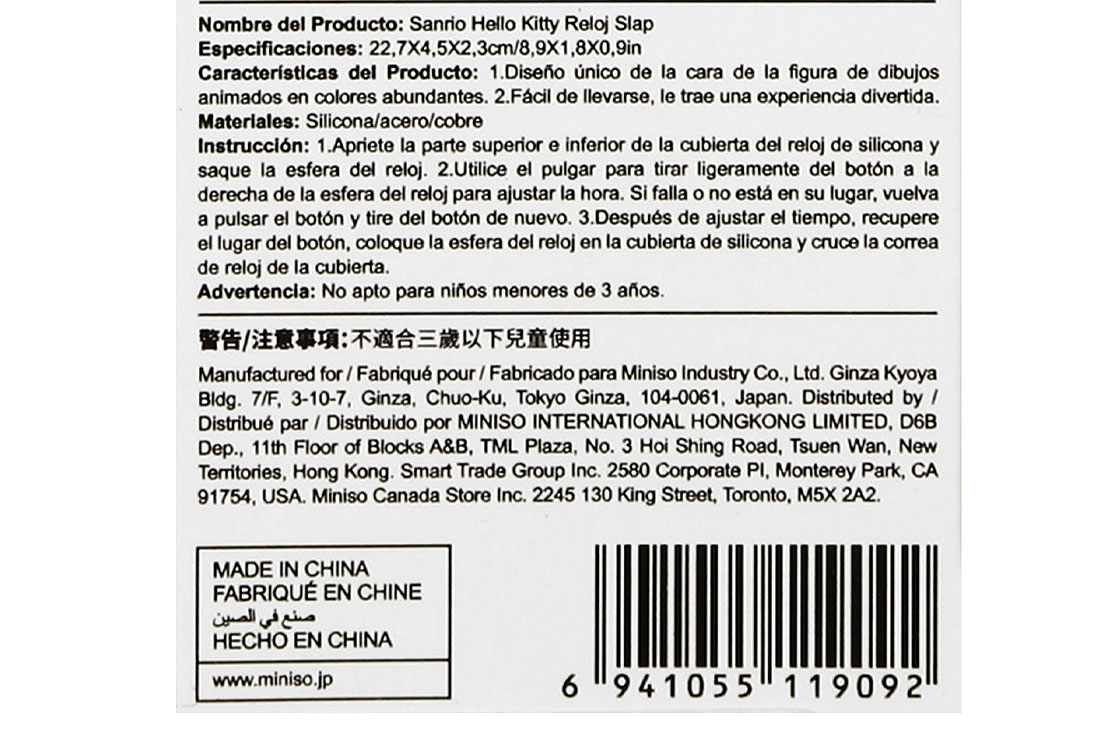 Nombre del Producto: Sanrio Hello Kitty Reloj Slap
Especificaciones: 22,7X4,5X2,3cm/8,9X1,8X0,9in
Características del Producto: 1.Diseño único de la cara de la figura de dibujos
animados en colores abundantes. 2.Fácil de llevarse, le trae una experiencia divertida.
Materiales: Silicona/acero/cobre
Instrucción: 1.Apriete la parte superior e inferior de la cubierta del reloj de silicona y
saque la esfera del reloj. 2.Utilice el pulgar para tirar ligeramente del botón a la
derecha de la esfera del reloj para ajustar la hora. Si falla o no está en su lugar, vuelva
a pulsar el botón y tire del botón de nuevo. 3.Después de ajustar el tiempo, recupere
el lugar del botón, coloque la esfera del reloj en la cubierta de silicona y cruce la correa
de reloj de la cubierta.
Advertencia: No apto para niños menores de 3 años.
警告/注意事項:不適合三歲以下兒童使用
Manufactured for / Fabriqué pour / Fabricado para Miniso Industry Co., Ltd. Ginza Kyoya
Bldg. 7/F, 3-10-7, Ginza, Chuo-Ku, Tokyo Ginza, 104-0061, Japan. Distributed by /
Distribué par / Distribuido por MINISO INTERNATIONAL HONGKONG LIMITED, D6B
Dep., 11th Floor of Blocks A&B, TML Plaza, No. 3 Hoi Shing Road, Tsuen Wan, New
Territories, Hong Kong. Smart Trade Group Inc. 2580 Corporate Pl, Monterey Park, CA
91754, USA. Miniso Canada Store Inc. 2245 130 King Street, Toronto, M5X 2A2.
MADE IN CHINA
FABRIQUÉ EN CHINE
صنع في الصين
HECHO EN CHINA
www.miniso.jp
6 941055 119092